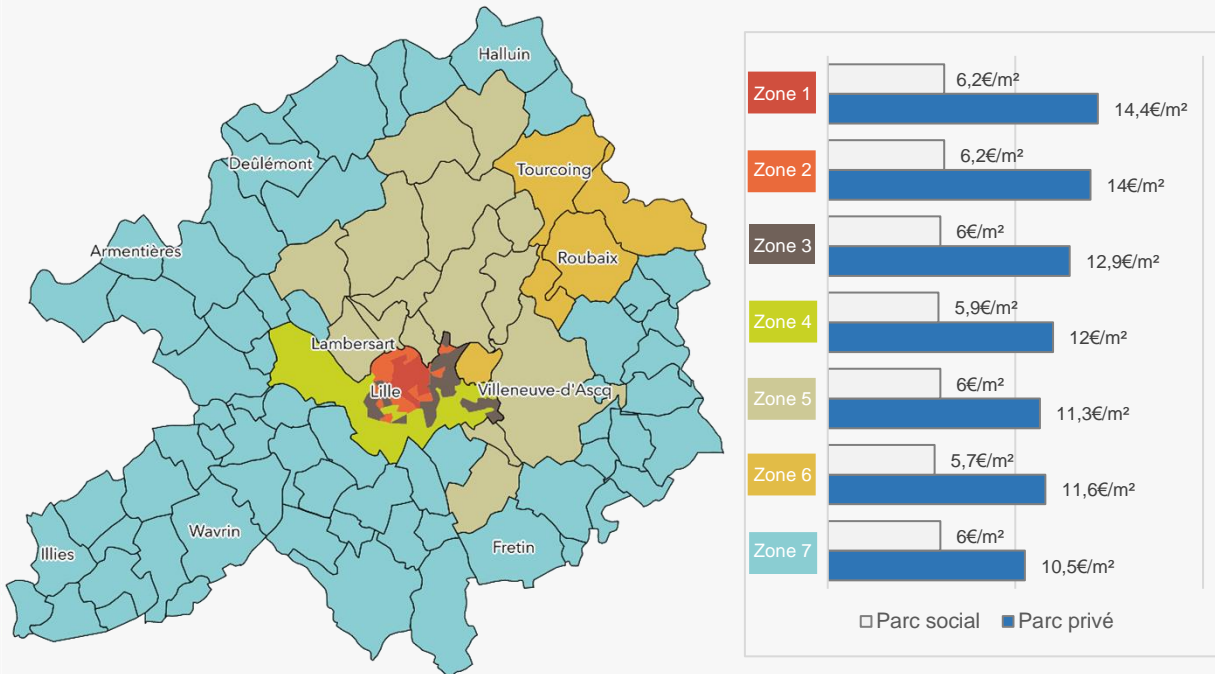 Halluin
Deûlémont
Tourcoing
Armentières
Roubaix
Lambersart
Lille
Villeneuve-d'Ascq
Wavrin
Illies
Fretin
Zone 1
6,2€/m²
14,4€/m²
Zone 2
6,2€/m²
14€/m²
Zone 3
6€/m²
12,9€/m²
Zone 4
5,9€/m²
12€/m²
Zone 5
6€/m²
11,3€/m²
Zone 6
5,7€/m²
11,6€/m²
Zone 7
6€/m²
10,5€/m²
Parc social Parc privé